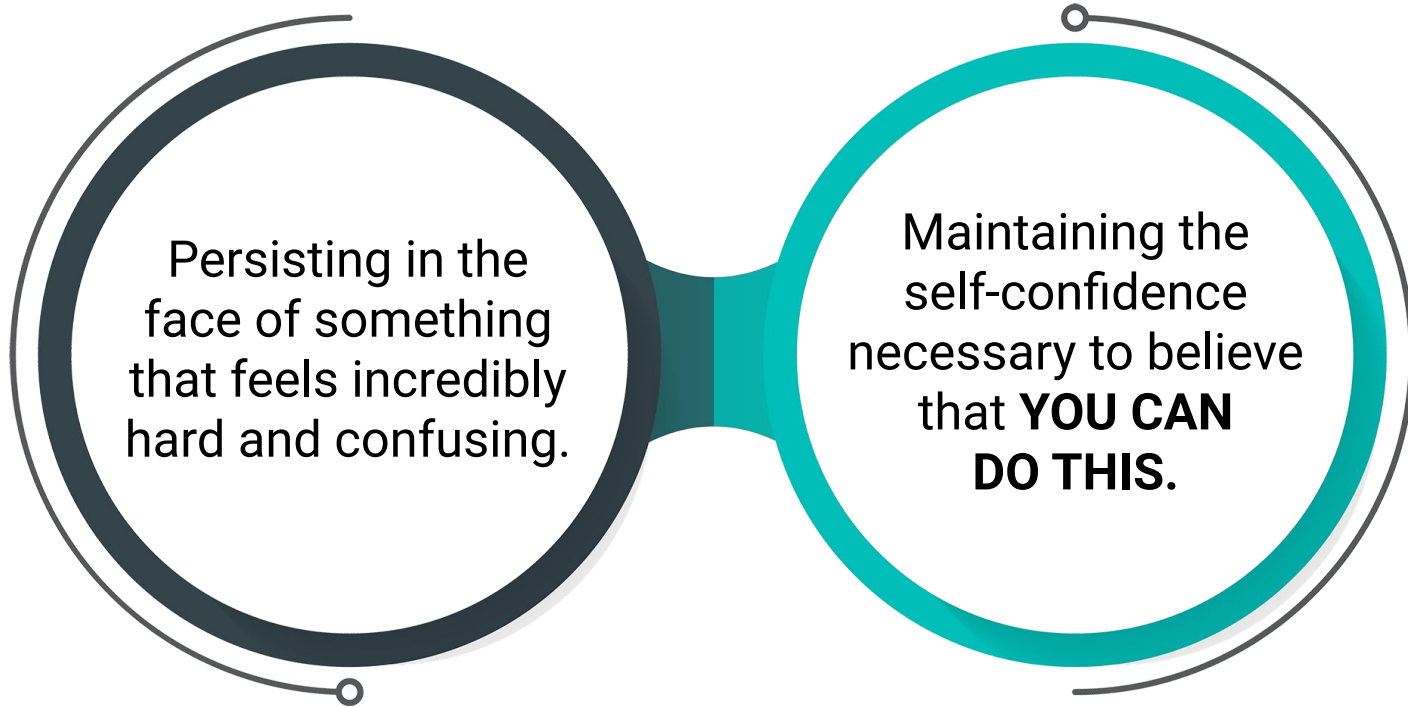 Persisting in the
face of something
that feels incredibly
hard and confusing.
Maintaining the
self-confidence
necessary to believe
that YOU CAN
DO THIS.